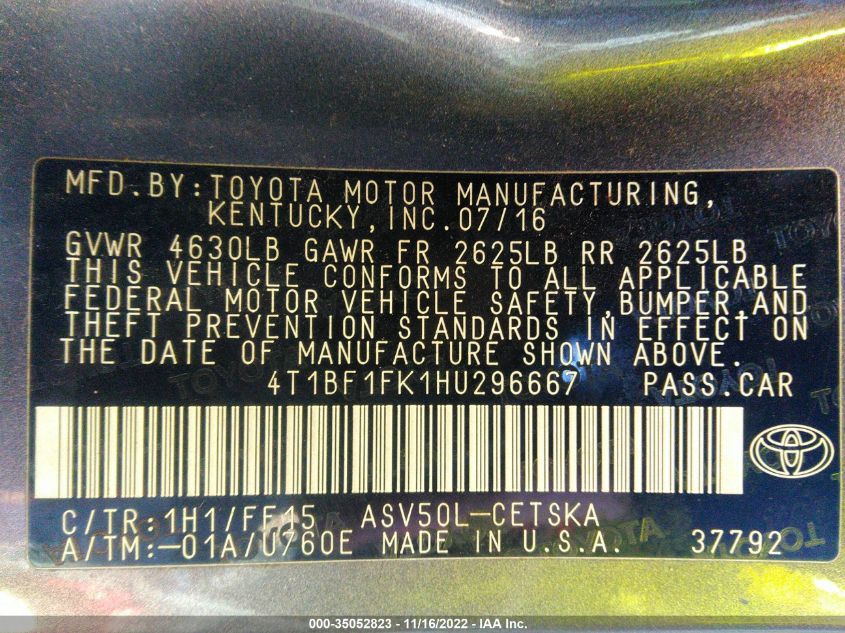 MFD.BY:TOYOTA MOTOR MANUFACTURING,
KENTUCKY,INC.07/16
GVWR 4630LB GAWR FR 2625LB RR 2625LB
THIS VEHICLE CONFORMS TO ALL APPLICABLE
FEDERAL MOTOR VEHICLE SAFETY,BUMPER,AND
THEFT PREVENTION STANDARDS IN EFFECT ON
THE DATE OF MANUFACTURE SHOWN ABOVE.
4T1BF1FK1HU296667 PASS.CAR
C/TR:1H1/FF15 ASV50L-CETSKA
A/TM:-01A/U760E MADE IN U.S.A. 37792
000-35052823 - 11/16/2022 - IAA Inc.